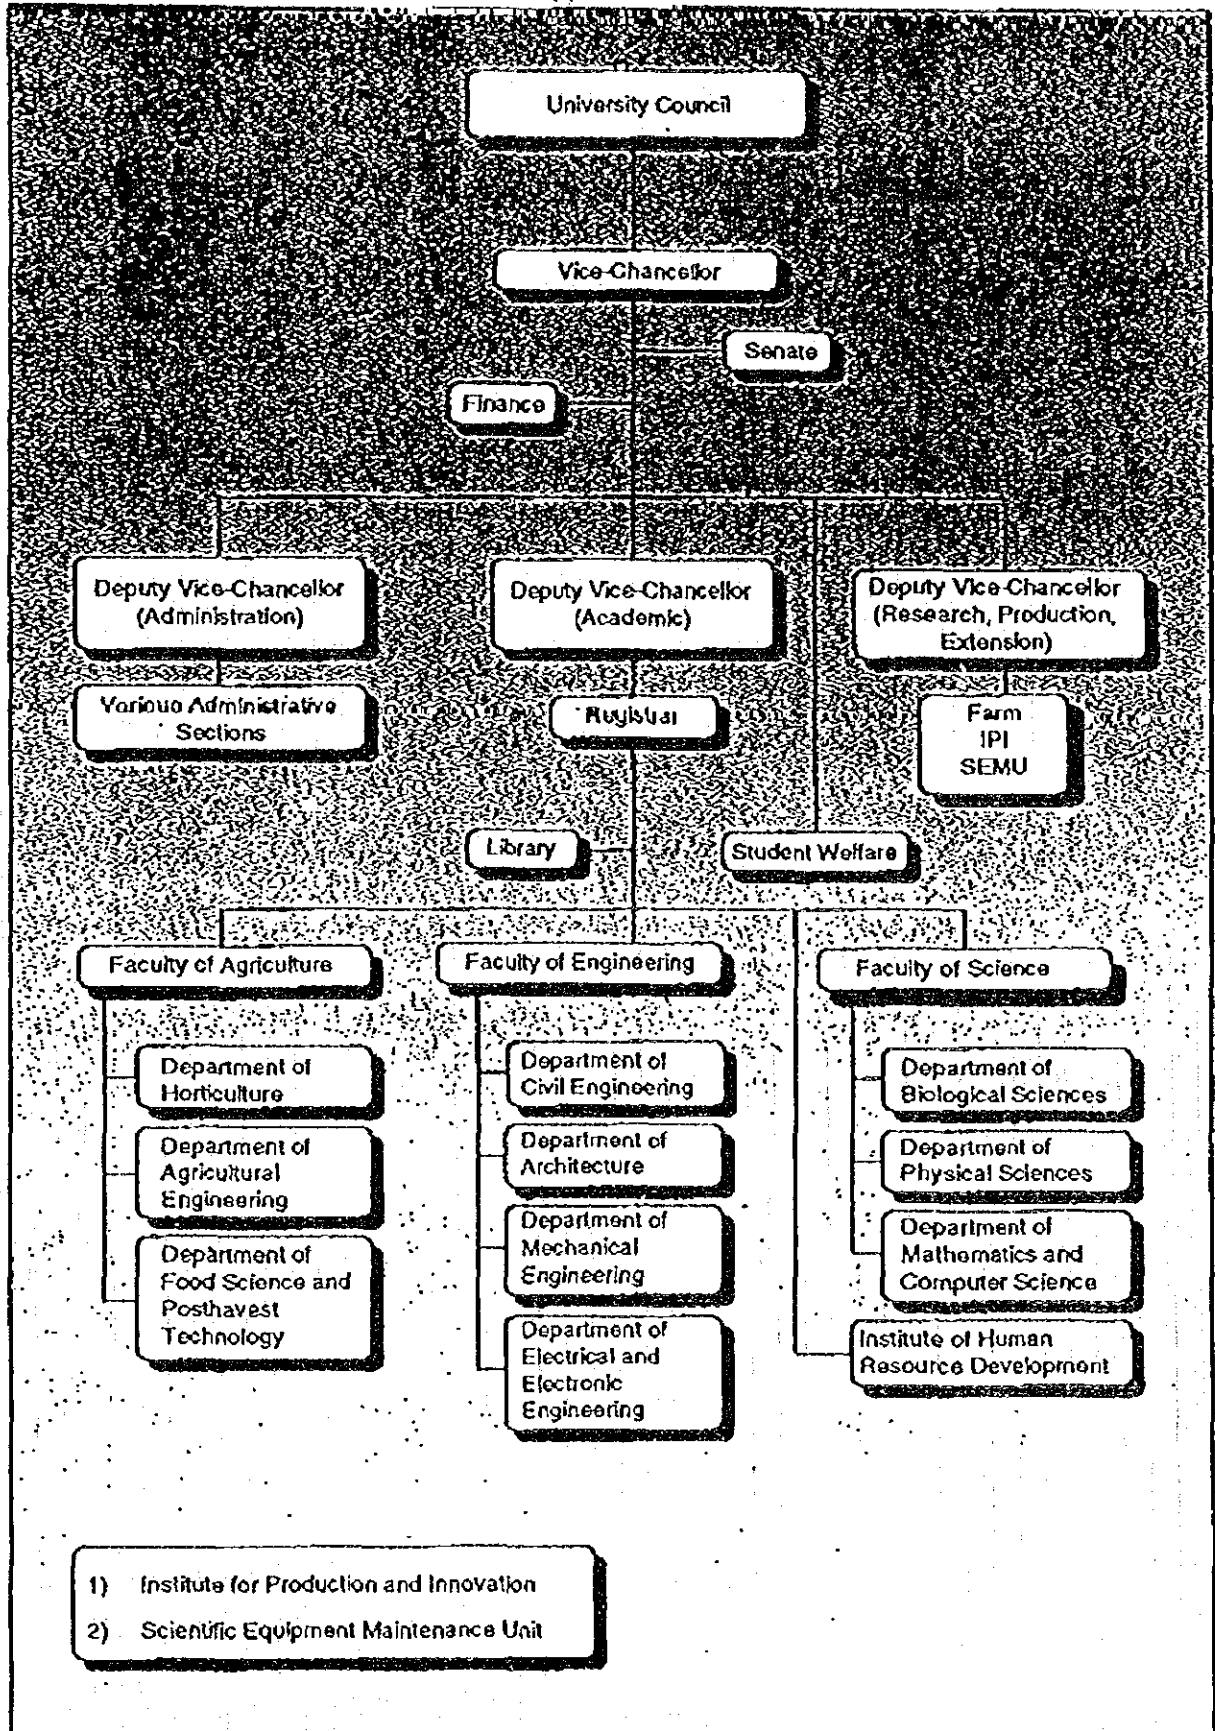 University Council
Vice-Chancellor
Senate
Finance
Deputy Vice-Chancellor
(Administration)
Deputy Vice-Chancellor
(Academic)
Deputy Vice-Chancellor
(Research, Production,
Extension)
Various Administrative
Sections
Registrar
Farm
IPI
SEMU
Library
Student Welfare
Faculty of Agriculture
Faculty of Engineering
Faculty of Science
Department of
Horticulture
Department of
Agricultural
Engineering
Department of
Food Science and
Posthavest
Technology
Department of
Civil Engineering
Department of
Architecture
Department of
Mechanical
Engineering
Department of
Electrical and
Electronic
Engineering
Department of
Biological Sciences
Department of
Physical Sciences
Department of
Mathematics and
Computer Science
Institute of Human
Resource Development
1) Institute for Production and Innovation
2) Scientific Equipment Maintenance Unit